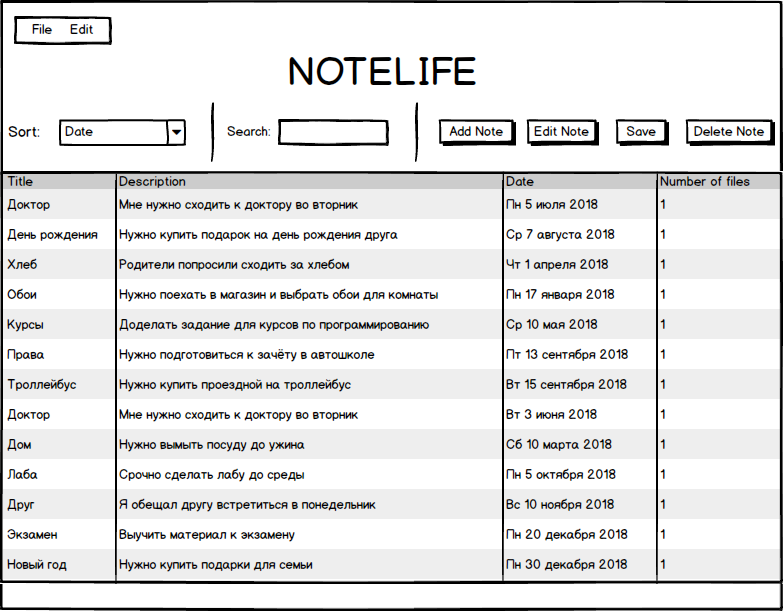 File Edit
NOTELIFE
Sort: Date Search: Add Note Edit Note Save Delete Note
Title Description Date Number of files
Доктор Мне нужно сходить к доктору во вторник Пн 5 июля 2018 1
День рождения Нужно купить подарок на день рождения друга Ср 7 августа 2018 1
Хлеб Родители попросили сходить за хлебом Чт 1 апреля 2018 1
Обои Нужно поехать в магазин и выбрать обои для комнаты Пн 17 января 2018 1
Курсы Доделать задание для курсов по программированию Ср 10 мая 2018 1
Права Нужно подготовиться к зачёту в автошколе Пт 13 сентября 2018 1
Троллейбус Нужно купить проездной на троллейбус Вт 15 сентября 2018 1
Доктор Мне нужно сходить к доктору во вторник Вт 3 июня 2018 1
Дом Нужно вымыть посуду до ужина Сб 10 марта 2018 1
Лаба Срочно сделать лабу до среды Пн 5 октября 2018 1
Друг Я обещал другу встретиться в понедельник Вс 10 ноября 2018 1
Экзамен Выучить материал к экзамену Пн 20 декабря 2018 1
Новый год Нужно купить подарки для семьи Пн 30 декабря 2018 1